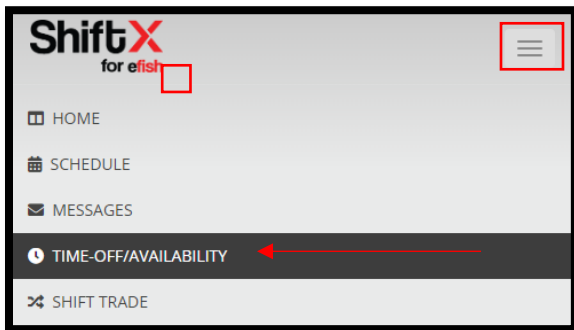 ShiftX
for efish
HOME
SCHEDULE
MESSAGES
TIME-OFF/AVAILABILITY
SHIFT TRADE